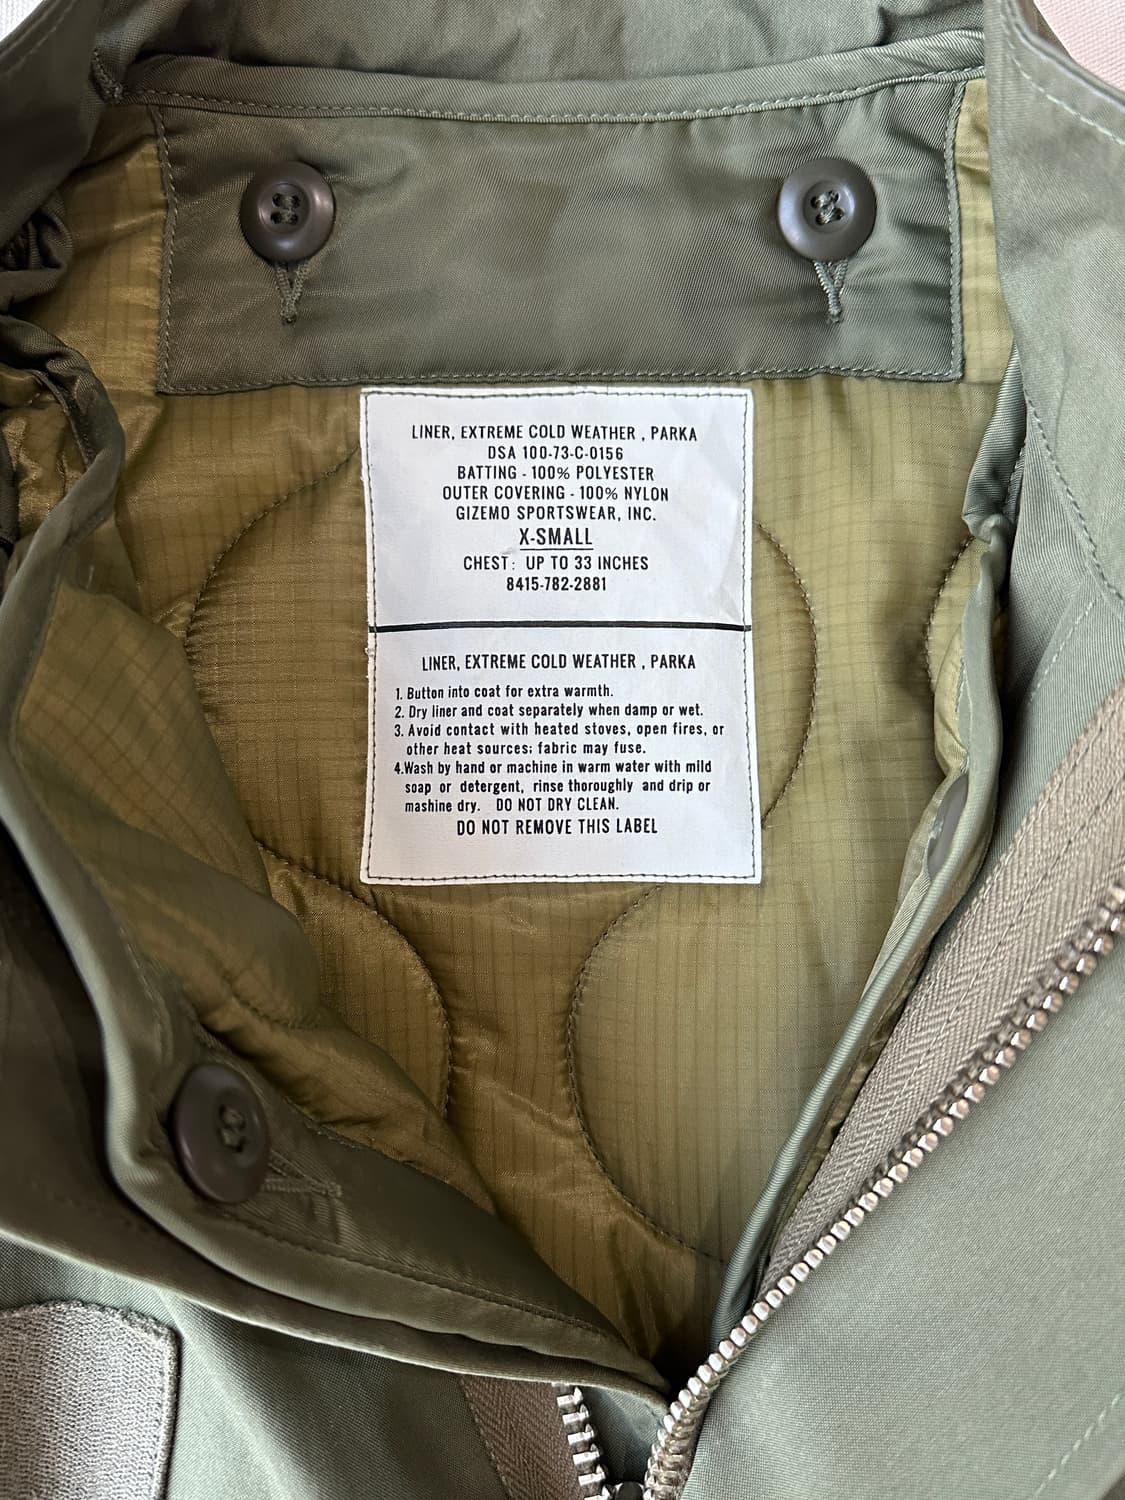 LINER, EXTREME COLD WEATHER , PARKA
DSA 100-73-C-0156
BATTING - 100% POLYESTER
OUTER COVERING - 100% NYLON
GIZEMO SPORTSWEAR, INC.
X-SMALL
CHEST: UP TO 33 INCHES
8415-782-2881
LINER, EXTREME COLD WEATHER , PARKA
1. Button into coat for extra warmth.
2. Dry liner and coat separately when damp or wet.
3. Avoid contact with heated stoves, open fires, or
other heat sources; fabric may fuse.
4.Wash by hand or machine in warm water with mild
soap or detergent, rinse thoroughly and drip or
mashine dry. DO NOT DRY CLEAN.
DO NOT REMOVE THIS LABEL